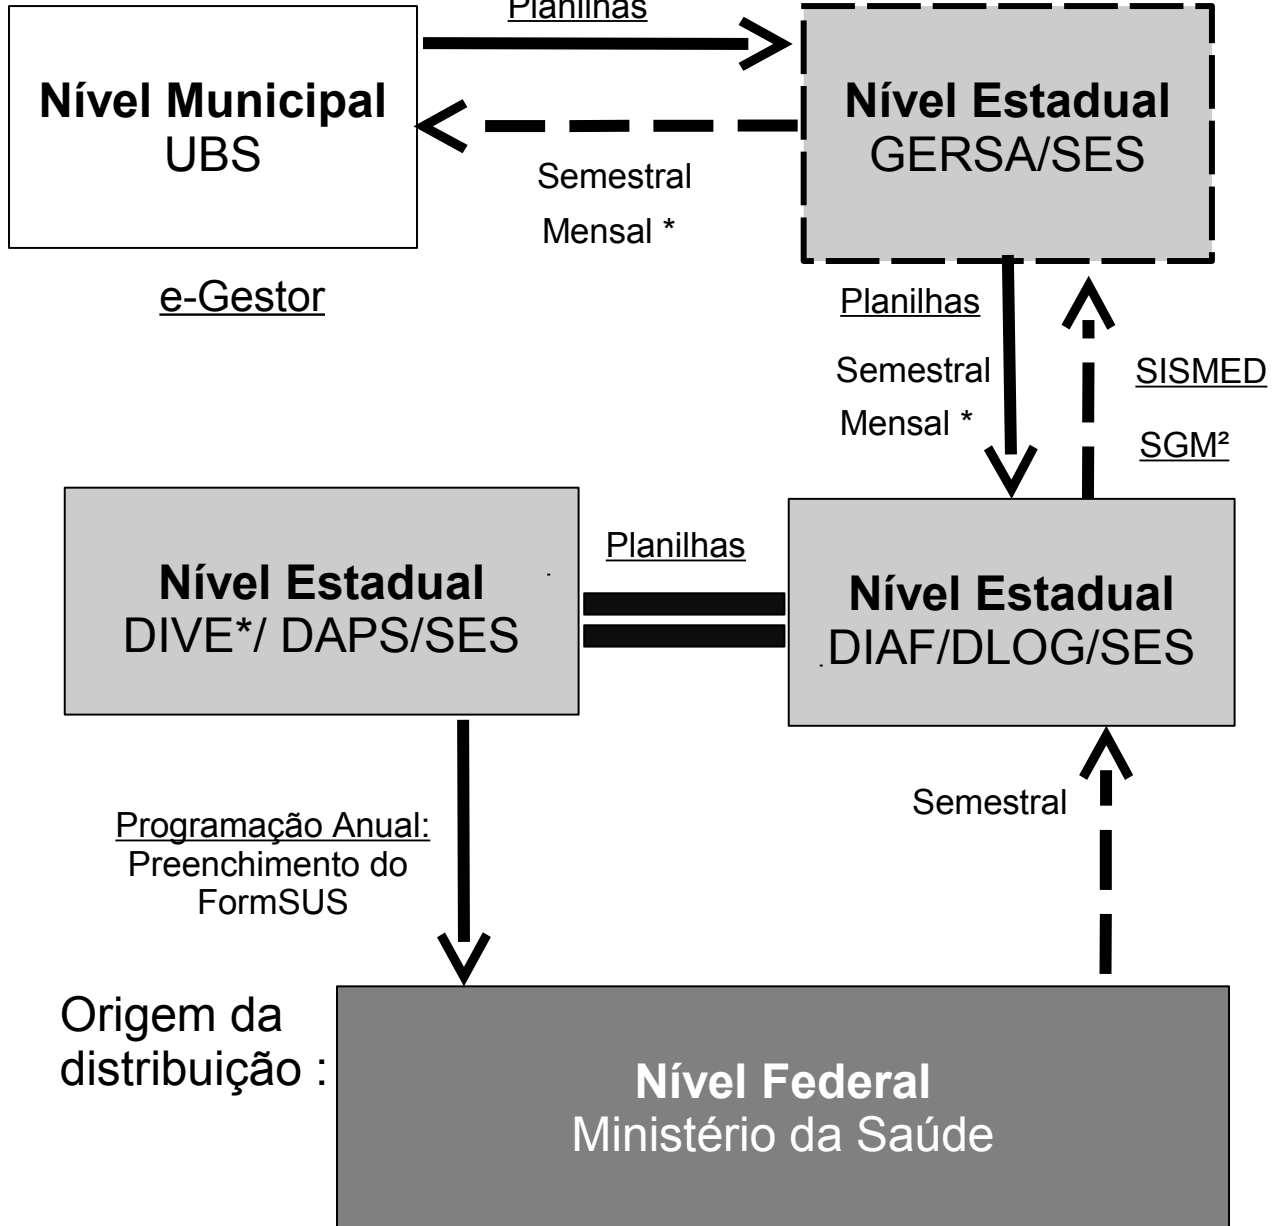 Planilhas
Nível Municipal
UBS
Nível Estadual
GERSA/SES
Semestral
Mensal *
e-Gestor
Planilhas
Semestral
Mensal *
SISMED
SGM²
Nível Estadual
DIVE*/ DAPS/SES
Planilhas
Nível Estadual
DIAF/DLOG/SES
Programação Anual:
Preenchimento do
FormSUS
Semestral
Origem da
distribuição :
Nível Federal
Ministério da Saúde